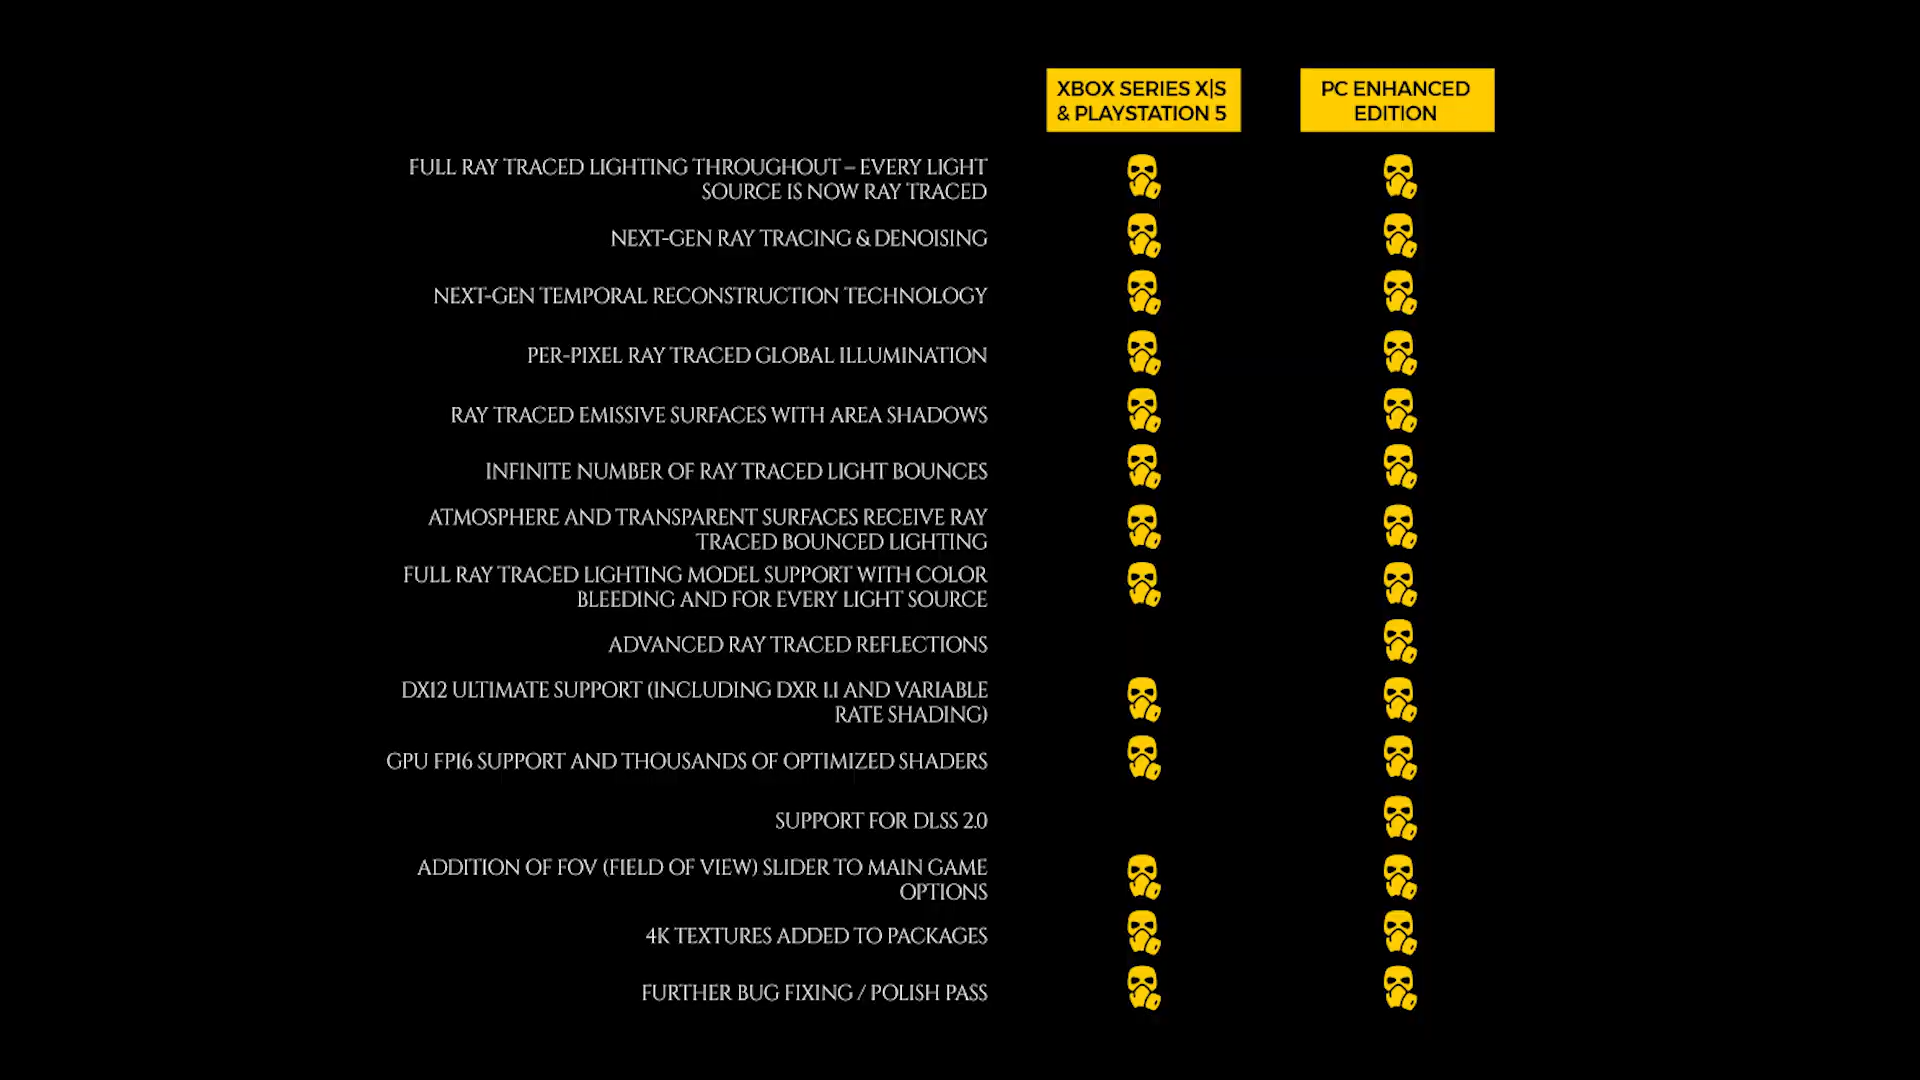 XBOX SERIES X|S
& PLAYSTATION 5
PC ENHANCED
EDITION
FULL RAY TRACED LIGHTING THROUGHOUT – EVERY LIGHT
SOURCE IS NOW RAY TRACED
NEXT-GEN RAY TRACING & DENOISING
NEXT-GEN TEMPORAL RECONSTRUCTION TECHNOLOGY
PER-PIXEL RAY TRACED GLOBAL ILLUMINATION
RAY TRACED EMISSIVE SURFACES WITH AREA SHADOWS
INFINITE NUMBER OF RAY TRACED LIGHT BOUNCES
ATMOSPHERE AND TRANSPARENT SURFACES RECEIVE RAY
TRACED BOUNCED LIGHTING
FULL RAY TRACED LIGHTING MODEL SUPPORT WITH COLOR
BLEEDING AND FOR EVERY LIGHT SOURCE
ADVANCED RAY TRACED REFLECTIONS
DX12 ULTIMATE SUPPORT (INCLUDING DXR 1.1 AND VARIABLE
RATE SHADING)
GPU FP16 SUPPORT AND THOUSANDS OF OPTIMIZED SHADERS
SUPPORT FOR DLSS 2.0
ADDITION OF FOV (FIELD OF VIEW) SLIDER TO MAIN GAME
OPTIONS
4K TEXTURES ADDED TO PACKAGES
FURTHER BUG FIXING / POLISH PASS